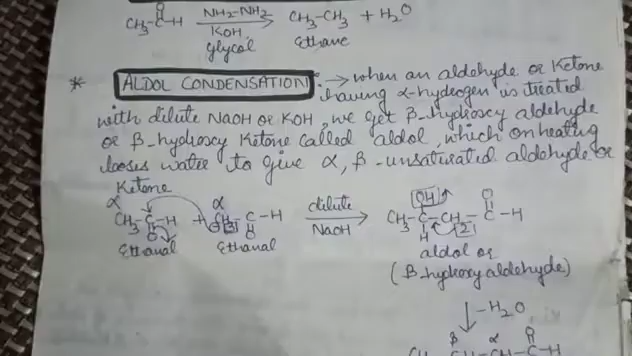 O
CH3-C-H NH2-NH2 CH3-CH3 + H2O
KOH,
glycol Ethane
* ALDOL CONDENSATION :→ when an aldehyde or Ketone
having α-hydrogen is treated
with dilute NaOH or KOH, we get β-hydroxy aldehyde
or β-hydroxy Ketone called aldol, which on heating
looses water to give α, β-unsaturated aldehyde or
Ketone
α α OH O
CH3-C-H + -C-H dilute CH3-C-CH-C-H
O O NaOH H
Ethanal Ethanal aldol or
(β-hydroxy aldehyde)
↓ -H2O
β α O